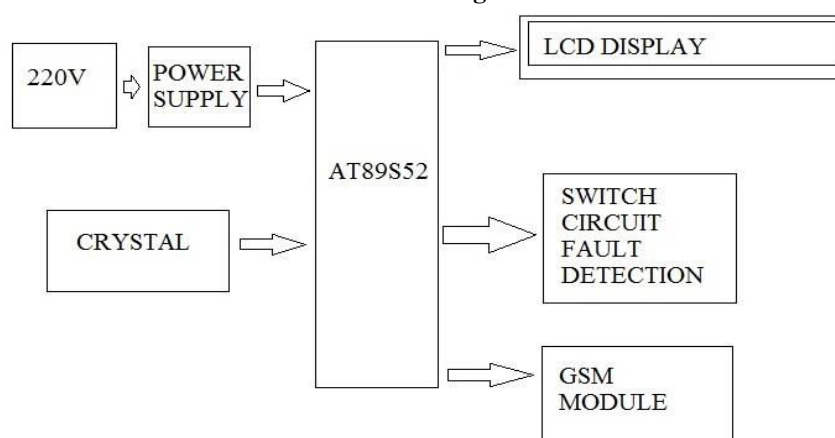 220V
POWER
SUPPLY
AT89S52
LCD DISPLAY
CRYSTAL
SWITCH
CIRCUIT
FAULT
DETECTION
GSM
MODULE